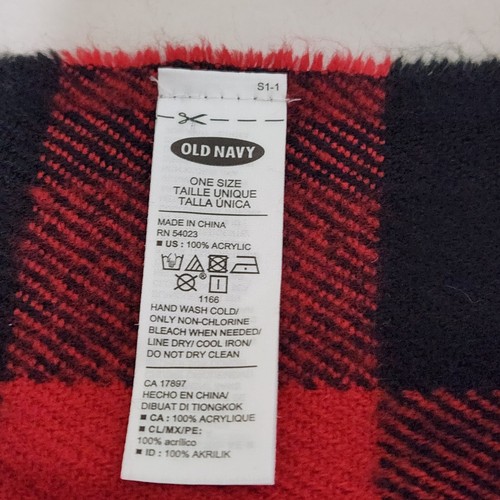 S1-1
OLD NAVY
ONE SIZE
TAILLE UNIQUE
TALLA ÚNICA
MADE IN CHINA
RN 54023
■ US : 100% ACRYLIC
®
1166
HAND WASH COLD/
ONLY NON-CHLORINE
BLEACH WHEN NEEDED/
LINE DRY/ COOL IRON/
DO NOT DRY CLEAN
CA 17897
HECHO EN CHINA/
DIBUAT DI TIONGKOK
■ CA : 100% ACRYLIQUE
■ CL/MX/PE:
100% acrílico
■ ID : 100% AKRILIK